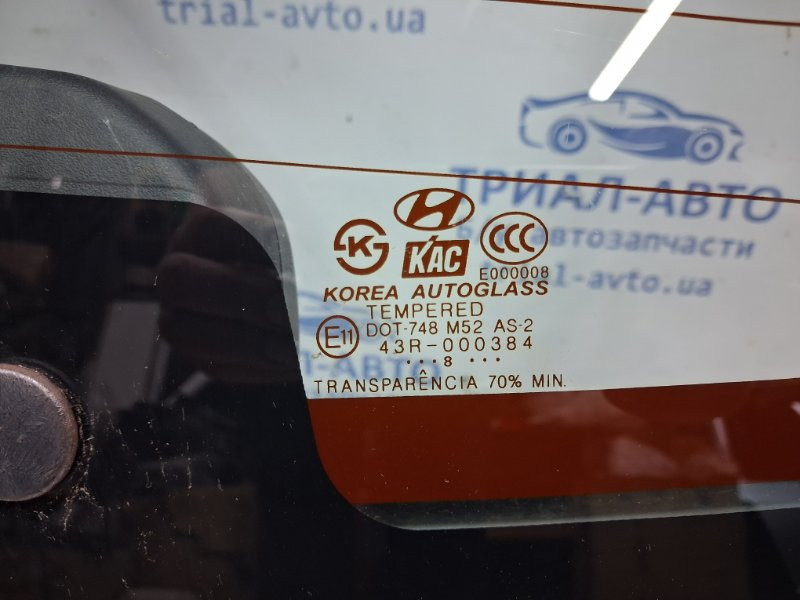 trial-avto.ua
ТРИАЛ-АВТО
автозапчасти
trial-avto.ua
K
KAC
CCC
E000008
KOREA AUTOGLASS
TEMPERED
DOT-748 M52 AS-2
E11
43R-000384
···8 ···
TRANSPARÊNCIA 70% MIN.